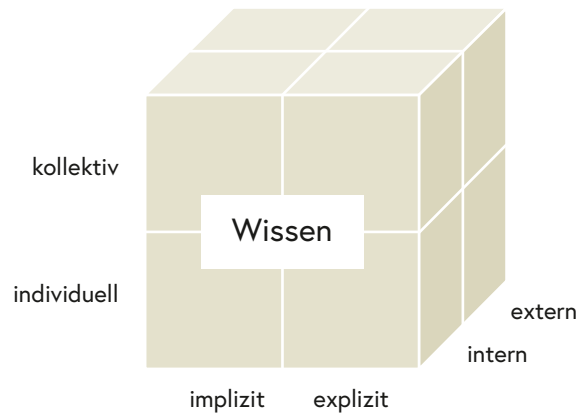 kollektiv
Wissen
individuell
extern
intern
implizit explizit